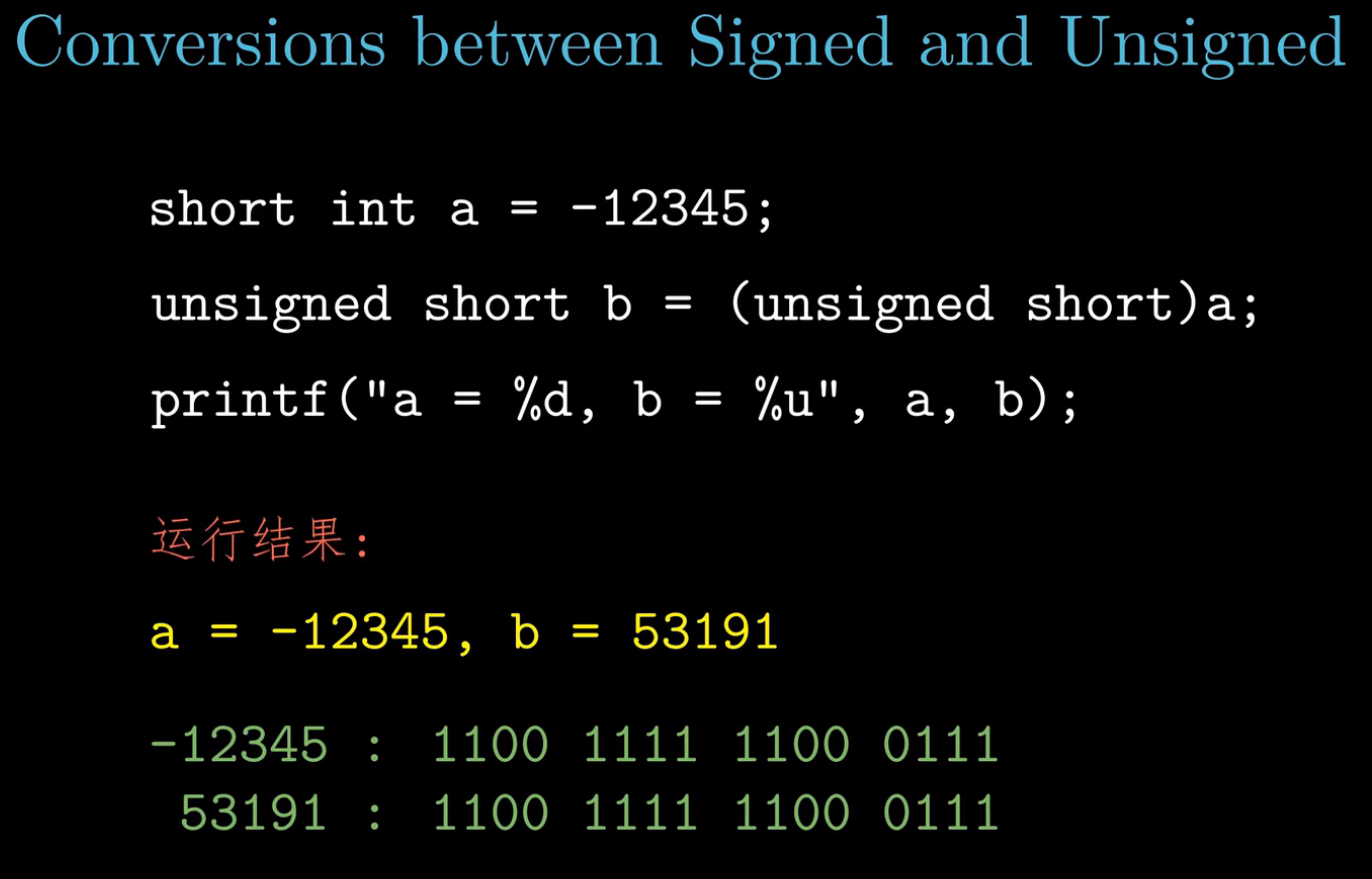 Conversions between Signed and Unsigned
short int a = -12345;
unsigned short b = (unsigned short)a;
printf("a = %d, b = %u", a, b);
运行结果:
a = -12345, b = 53191
-12345 : 1100 1111 1100 0111
53191 : 1100 1111 1100 0111